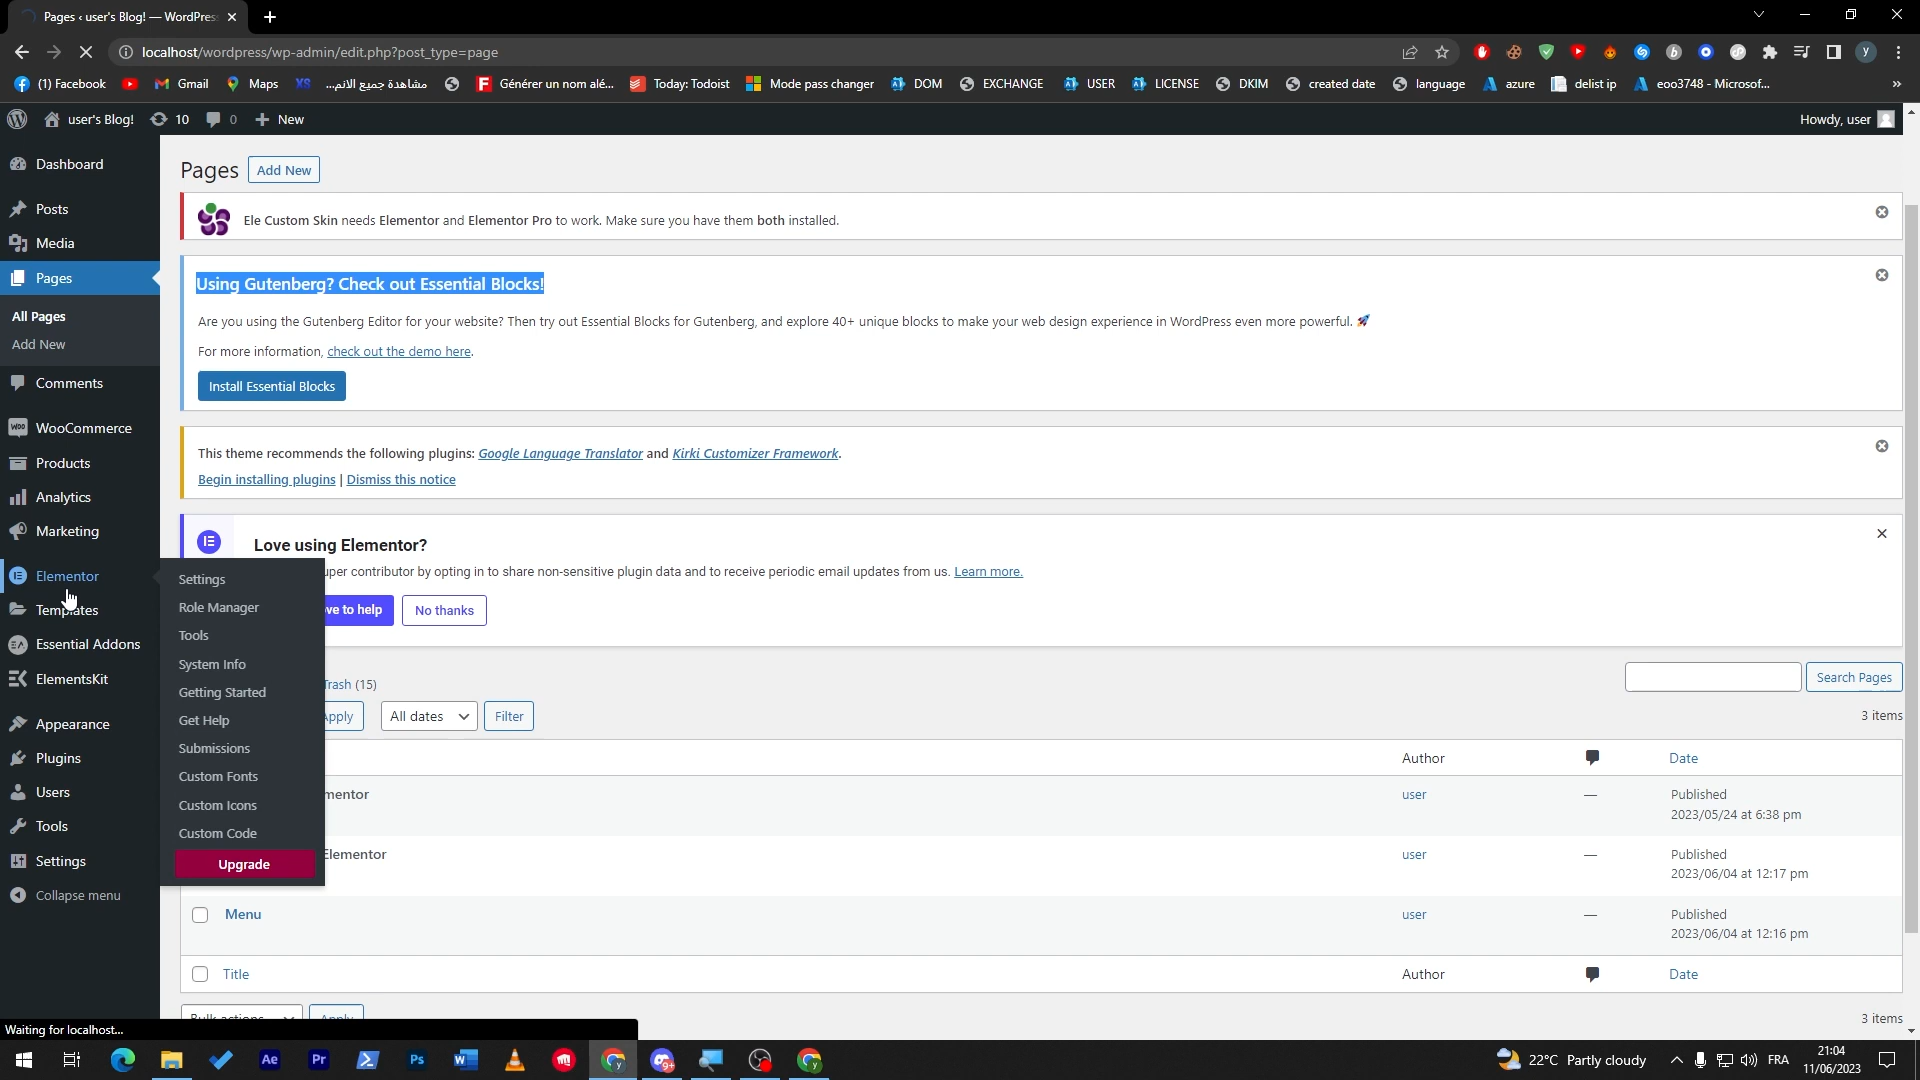 Pages ‹ user's Blog! — WordPres
localhost/wordpress/wp-admin/edit.php?post_type=page
(1) Facebook
Gmail
Maps
مشاهدة جميع الانم...
Générer un nom alé...
Today: Todoist
Mode pass changer
DOM
EXCHANGE
USER
LICENSE
DKIM
created date
language
azure
delist ip
eoo3748 - Microsof...
»
user's Blog!
10
0
New
Howdy, user
Dashboard
Posts
Media
Pages
All Pages
Add New
Comments
WooCommerce
Products
Analytics
Marketing
Elementor
Templates
Essential Addons
ElementsKit
Appearance
Plugins
Users
Tools
Settings
Collapse menu
Settings
Role Manager
Tools
System Info
Getting Started
Get Help
Submissions
Custom Fonts
Custom Icons
Custom Code
Upgrade
Pages
Add New
Ele Custom Skin needs Elementor and Elementor Pro to work. Make sure you have them both installed.
Using Gutenberg? Check out Essential Blocks!
Are you using the Gutenberg Editor for your website? Then try out Essential Blocks for Gutenberg, and explore 40+ unique blocks to make your web design experience in WordPress even more powerful. 🚀
For more information, check out the demo here.
Install Essential Blocks
This theme recommends the following plugins: Google Language Translator and Kirki Customizer Framework.
Begin installing plugins | Dismiss this notice
Love using Elementor?
uper contributor by opting in to share non-sensitive plugin data and to receive periodic email updates from us. Learn more.
ve to help
No thanks
Trash (15)
Search Pages
Apply
All dates
Filter
3 items
Author
Date
mentor
user
—
Published
2023/05/24 at 6:38 pm
Elementor
user
—
Published
2023/06/04 at 12:17 pm
Menu
user
—
Published
2023/06/04 at 12:16 pm
Title
Author
Date
Bulk actions
Apply
3 items
Waiting for localhost...
22°C Partly cloudy
FRA
21:04
11/06/2023